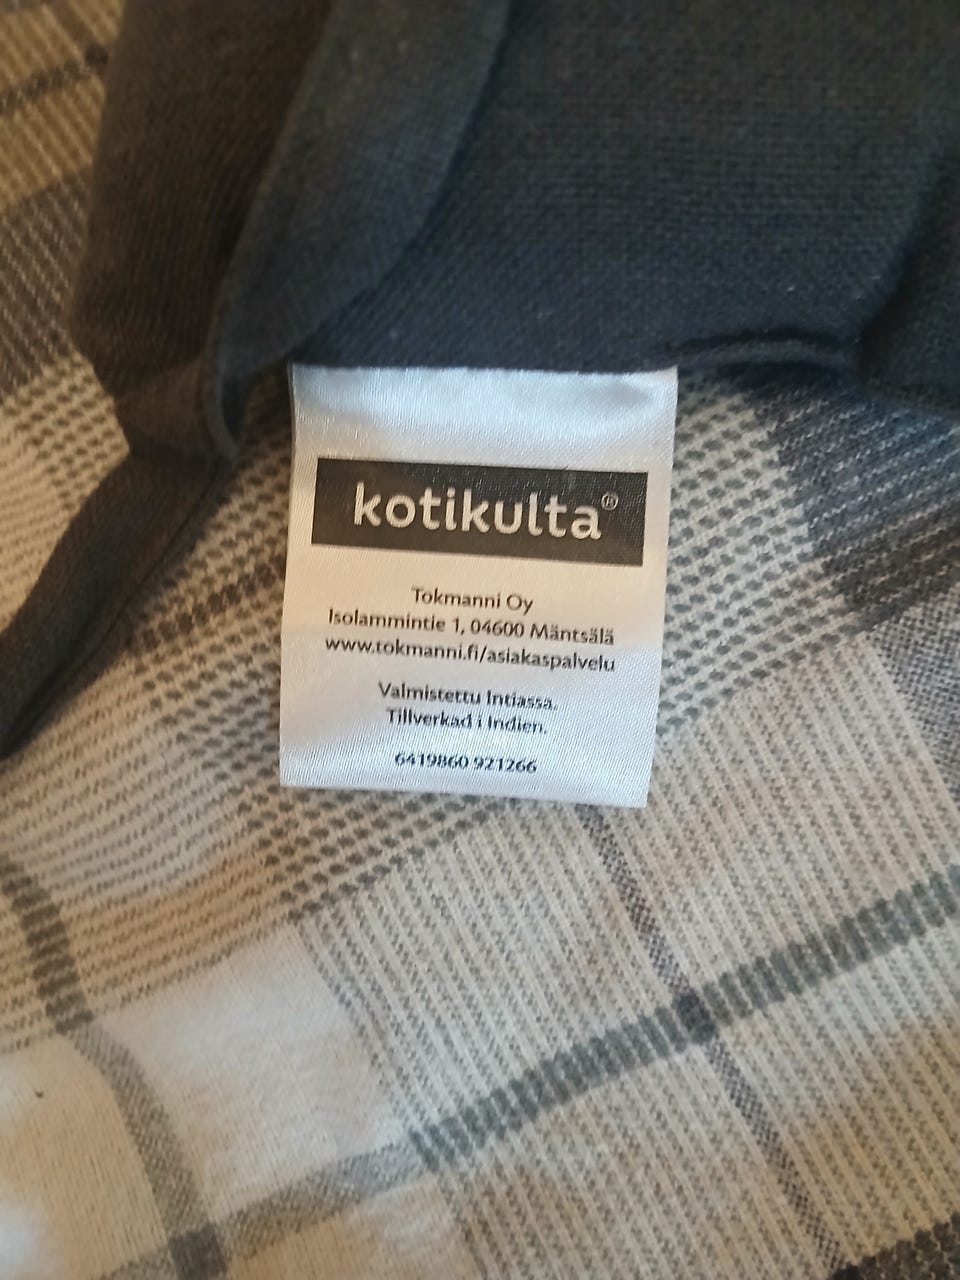 kotikulta®
Tokmanni Oy
Isolammintie 1, 04600 Mäntsälä
www.tokmanni.fi/asiakaspalvelu
Valmistettu Intiassa.
Tillverkad i Indien.
6419860 921266